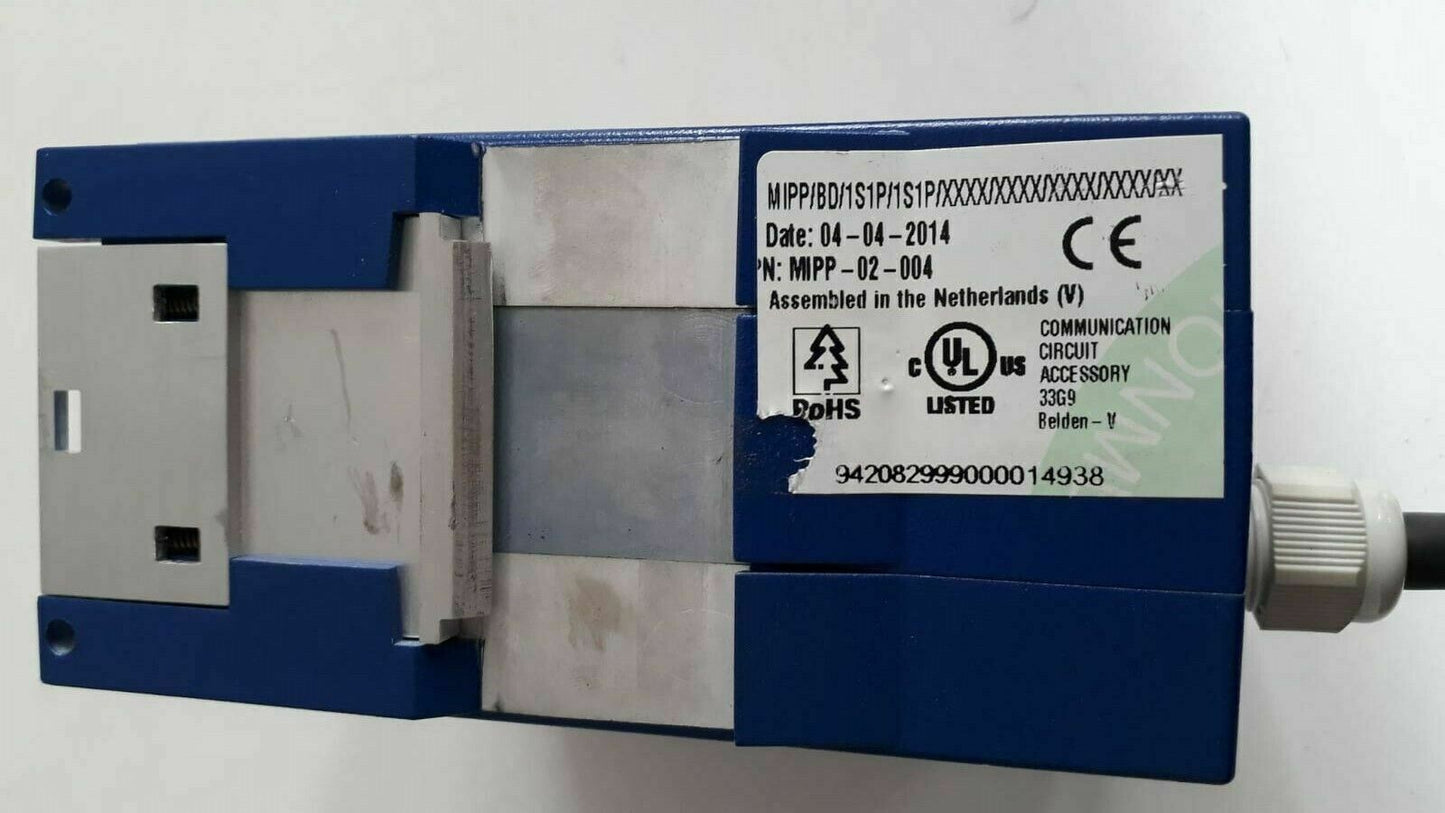 MIPP/BD/1S1P/1S1P/XXXX/XXXX/XXXX/XXXX/XX
Date: 04-04-2014
PN: MIPP-02-004
Assembled in the Netherlands (V)
CE
RoHS
C UL US
LISTED
COMMUNICATION
CIRCUIT
ACCESSORY
33G9
Belden-V
942082999000014938